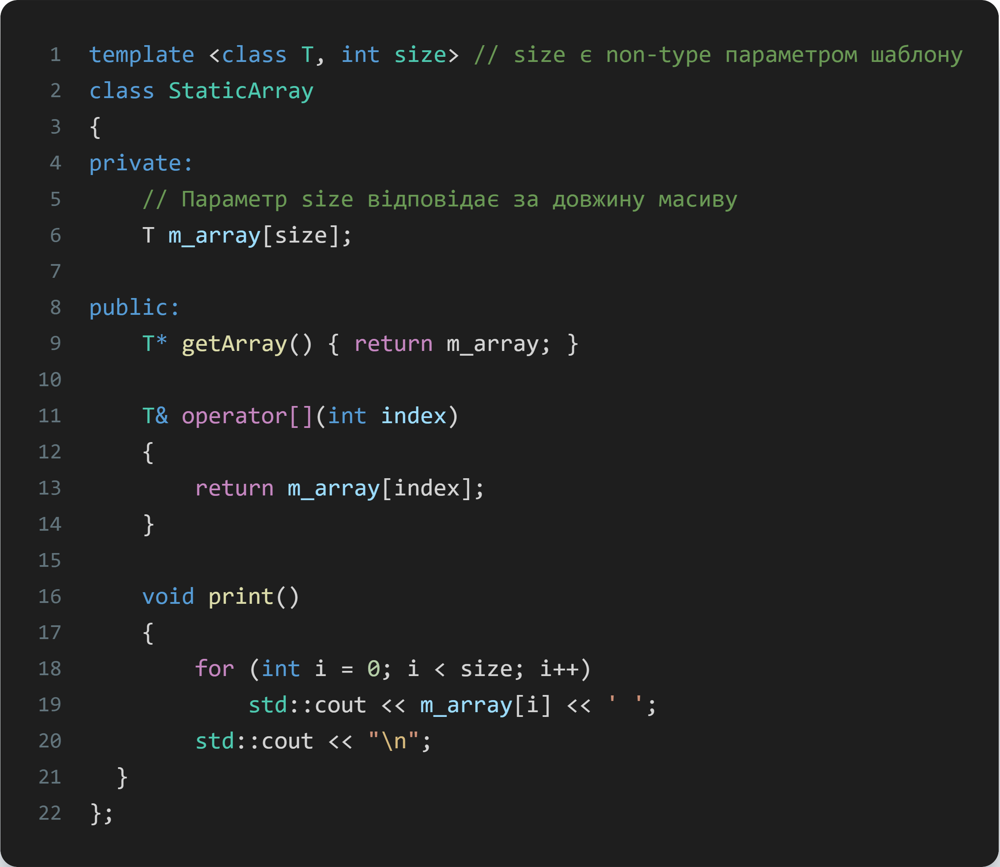 1 template <class T, int size> // size є non-type параметром шаблону
2 class StaticArray
3 {
4 private:
5     // Параметр size відповідає за довжину масиву
6     T m_array[size];
7
8 public:
9     T* getArray() { return m_array; }
10
11     T& operator[](int index)
12     {
13         return m_array[index];
14     }
15
16     void print()
17     {
18         for (int i = 0; i < size; i++)
19             std::cout << m_array[i] << ' ';
20         std::cout << "\n";
21   }
22 };